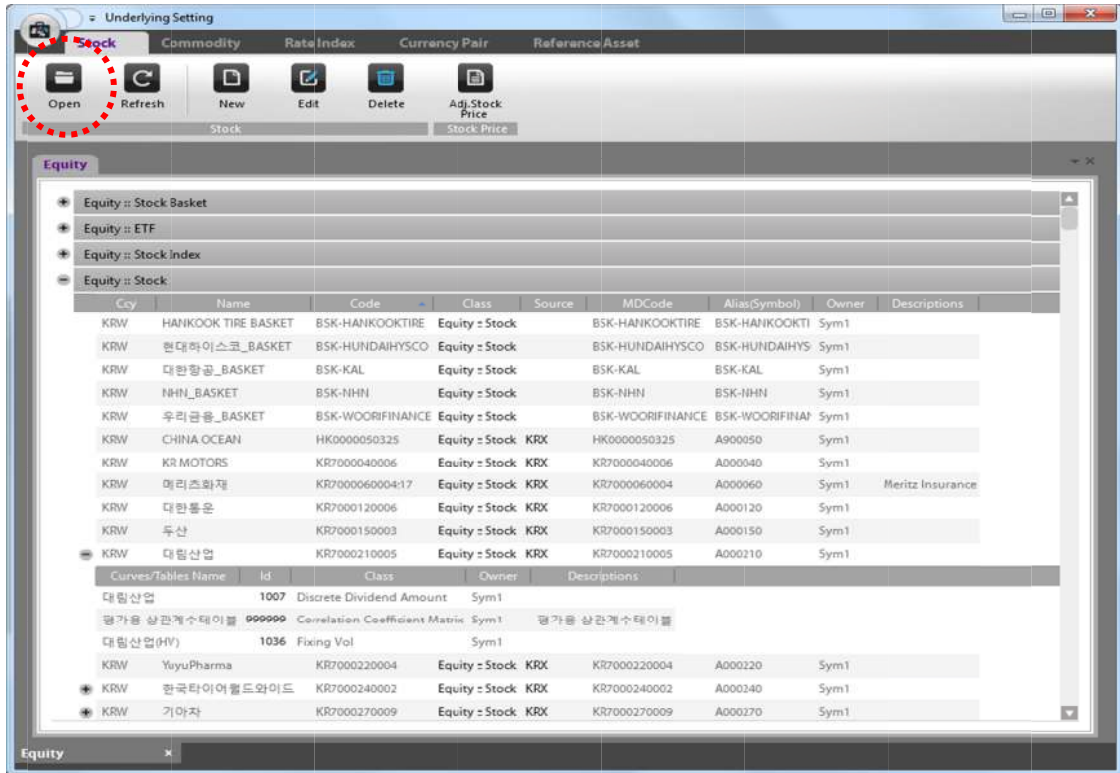 Underlying Setting
Stock Commodity Rate Index Currency Pair Reference Asset
Open Refresh New Edit Delete Adj.Stock Price
Stock Stock Price
Equity
Equity :: Stock Basket
Equity :: ETF
Equity :: Stock Index
Equity :: Stock
Ccy Name Code Class Source MDCode Alias(Symbol) Owner Descriptions
KRW HANKOOK TIRE BASKET BSK-HANKOOKTIRE Equity :: Stock BSK-HANKOOKTIRE BSK-HANKOOKTI Sym1
KRW 현대하이스코_BASKET BSK-HUNDAIHYSCO Equity :: Stock BSK-HUNDAIHYSCO BSK-HUNDAIHYS Sym1
KRW 대한항공_BASKET BSK-KAL Equity :: Stock BSK-KAL BSK-KAL Sym1
KRW NHN_BASKET BSK-NHN Equity :: Stock BSK-NHN BSK-NHN Sym1
KRW 우리금융_BASKET BSK-WOORIFINANCE Equity :: Stock BSK-WOORIFINANCE BSK-WOORIFINAN Sym1
KRW CHINA OCEAN HK0000050325 Equity :: Stock KRX HK0000050325 A900050 Sym1
KRW KR MOTORS KR7000040006 Equity :: Stock KRX KR7000040006 A000040 Sym1
KRW 메리츠화재 KR7000060004:17 Equity :: Stock KRX KR7000060004 A000060 Sym1 Meritz Insurance
KRW 대한통운 KR7000120006 Equity :: Stock KRX KR7000120006 A000120 Sym1
KRW 두산 KR7000150003 Equity :: Stock KRX KR7000150003 A000150 Sym1
KRW 대림산업 KR7000210005 Equity :: Stock KRX KR7000210005 A000210 Sym1
Curves/Tables Name Id Class Owner Descriptions
대림산업 1007 Discrete Dividend Amount Sym1
평가용 상관계수테이블 999999 Correlation Coefficient Matrix Sym1 평가용 상관계수테이블
대림산업(HV) 1036 Fixing Vol Sym1
KRW YuyuPharma KR7000220004 Equity :: Stock KRX KR7000220004 A000220 Sym1
KRW 한국타이어월드와이드 KR7000240002 Equity :: Stock KRX KR7000240002 A000240 Sym1
KRW 기아차 KR7000270009 Equity :: Stock KRX KR7000270009 A000270 Sym1
Equity